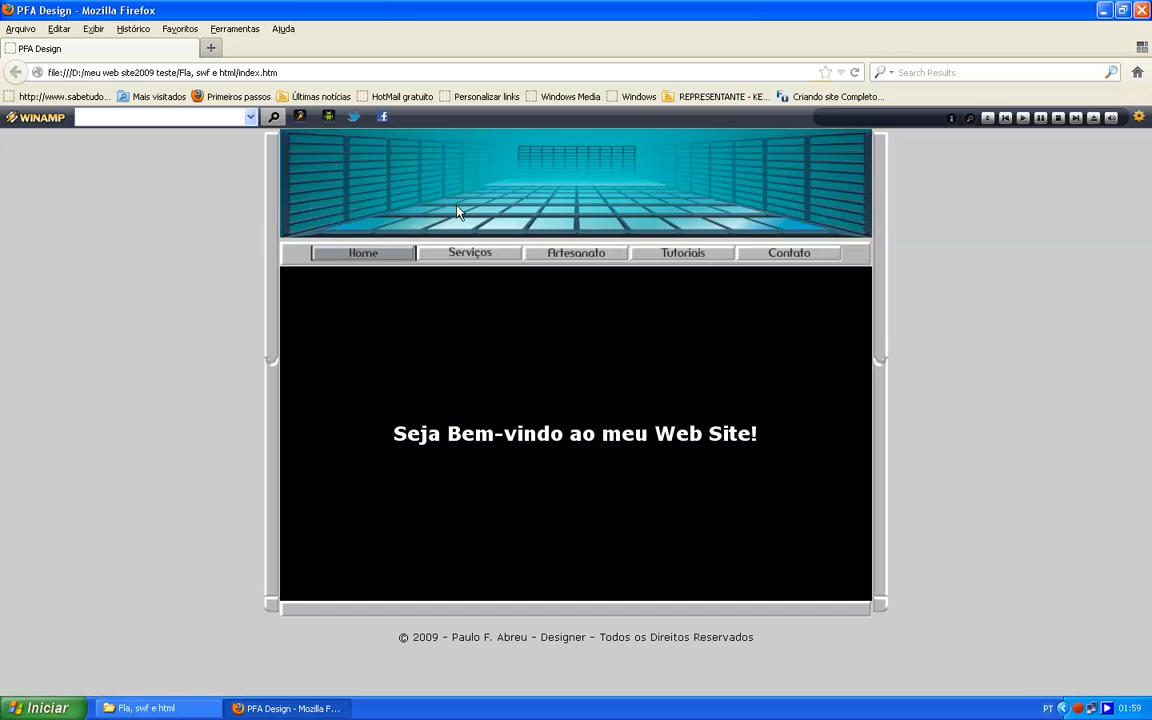 PFA Design - Mozilla Firefox
Arquivo Editar Exibir Histórico Favoritos Ferramentas Ajuda
PFA Design
file:///D:/meu web site2009 teste/Fla, swf e html/index.htm
Search Results
http://www.sabetudo... Mais visitados Primeiros passos Últimas notícias HotMail gratuito Personalizar links Windows Media Windows REPRESENTANTE - KE... Criando site Completo...
WINAMP
Home Serviços Artesanato Tutoriais Contato
Seja Bem-vindo ao meu Web Site!
© 2009 - Paulo F. Abreu - Designer - Todos os Direitos Reservados
Iniciar Fla, swf e html PFA Design - Mozilla F... PT 01:59